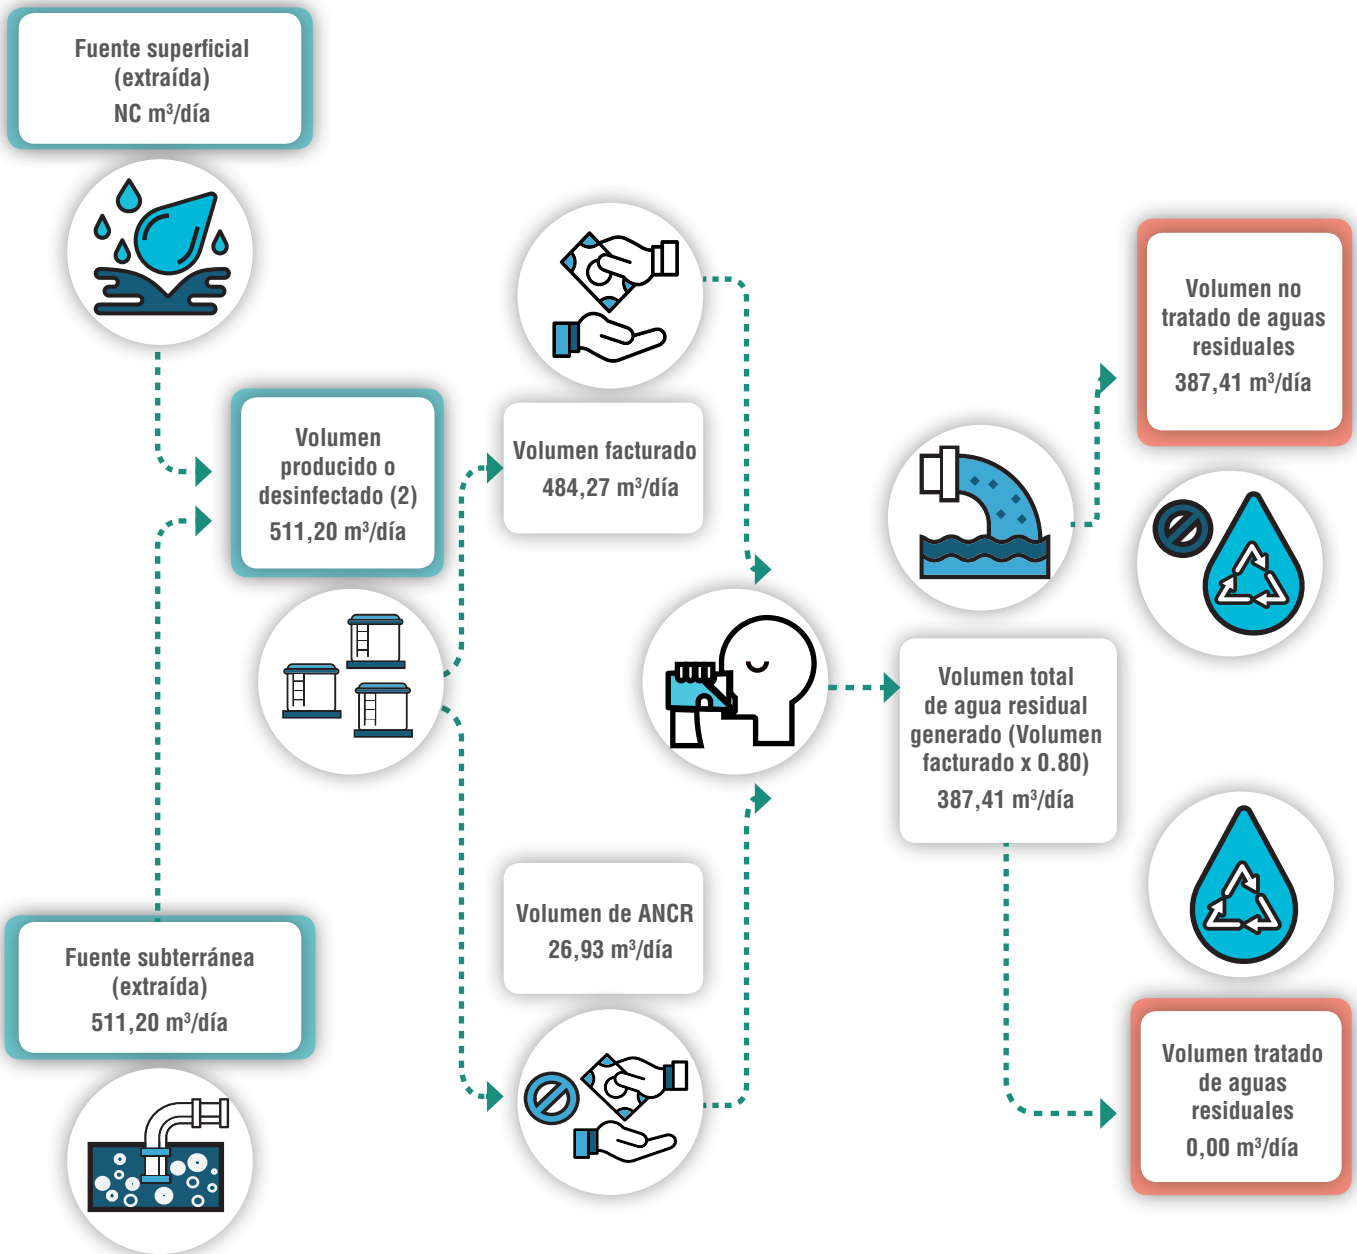 Fuente superficial
(extraída)
NC m³/día
Volumen
producido o
desinfectado (2)
511,20 m³/día
Fuente subterránea
(extraída)
511,20 m³/día
Volumen facturado
484,27 m³/día
Volumen de ANCR
26,93 m³/día
Volumen total
de agua residual
generado (Volumen
facturado x 0.80)
387,41 m³/día
Volumen no
tratado de aguas
residuales
387,41 m³/día
Volumen tratado
de aguas
residuales
0,00 m³/día